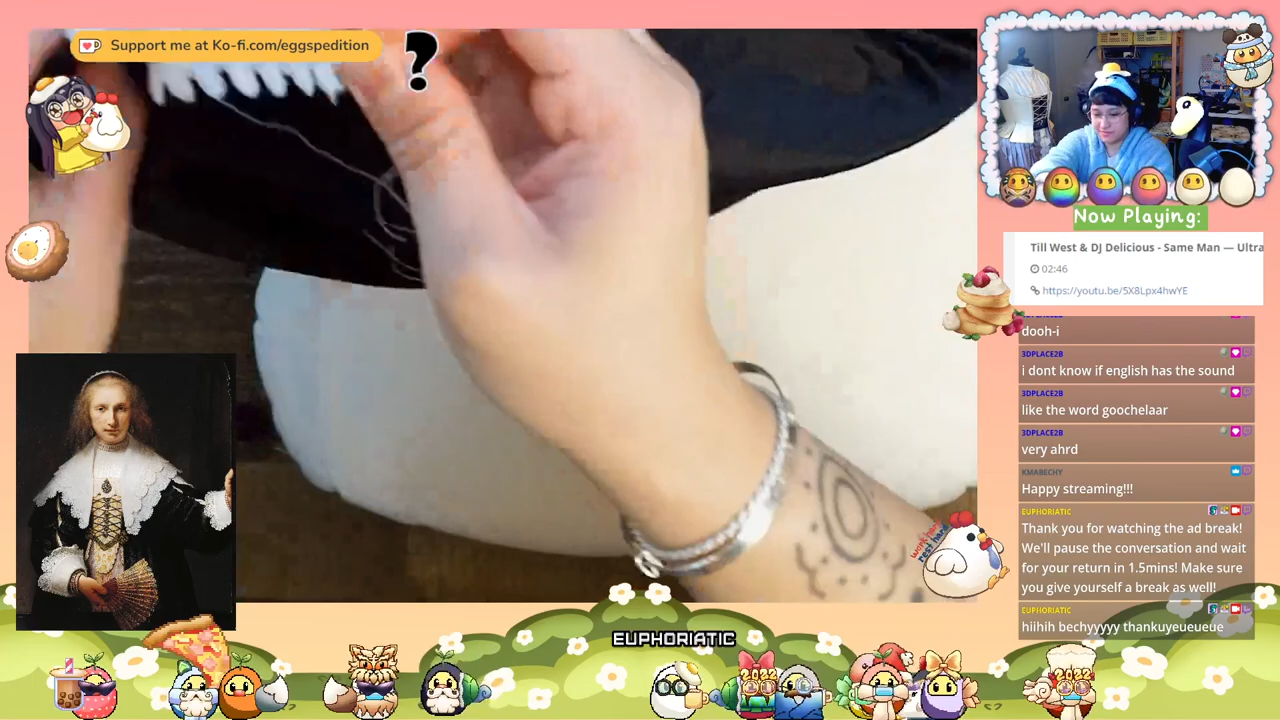 Support me at Ko-fi.com/eggspedition
?
Now Playing:
Till West & DJ Delicious - Same Man — Ultra
02:46
https://youtu.be/5X8Lpx4hwYE
dooh-i
3DPLACE2B
i dont know if english has the sound
3DPLACE2B
like the word goochelaar
3DPLACE2B
very ahrd
KMABECHY
Happy streaming!!!
EUPHORIATIC
Thank you for watching the ad break!
We'll pause the conversation and wait
for your return in 1.5mins! Make sure
you give yourself a break as well!
EUPHORIATIC
hiihih bechyyyyy thankuyeueueue
EUPHORIATIC
2022
2022